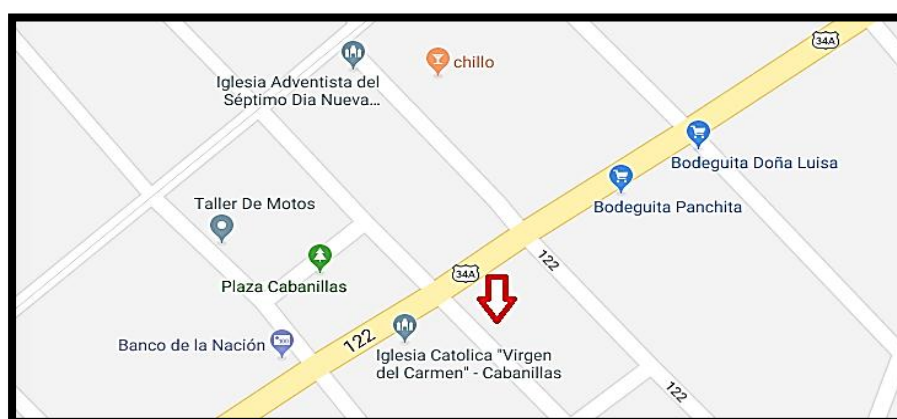 34A
chillo
Iglesia Adventista del
Séptimo Dia Nueva...
Bodeguita Doña Luisa
Bodeguita Panchita
Taller De Motos
122
34A
Plaza Cabanillas
122
Banco de la Nación
Iglesia Catolica "Virgen
del Carmen" - Cabanillas
122